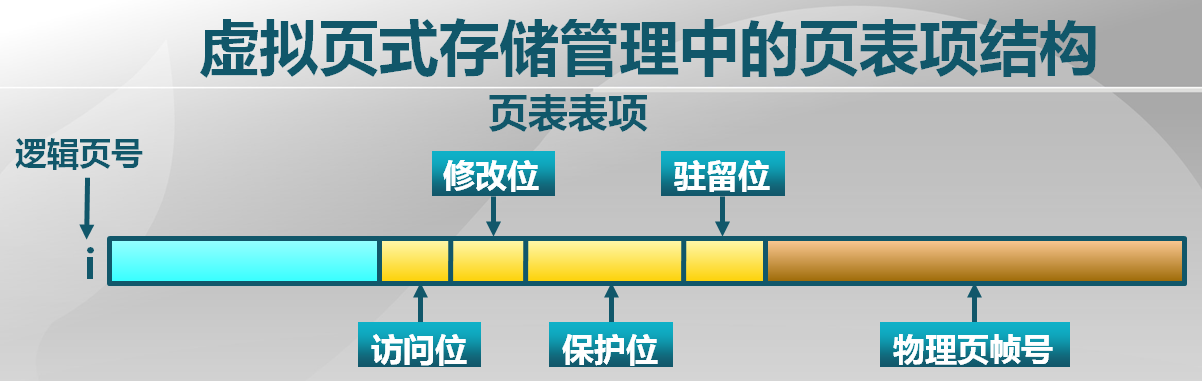 虚拟页式存储管理中的页表项结构
页表表项
逻辑页号
修改位
驻留位
i
访问位
保护位
物理页帧号